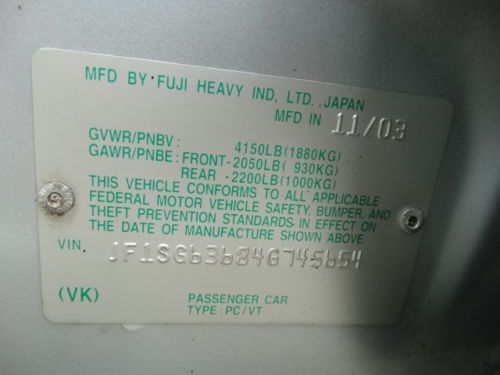 MFD BY FUJI HEAVY IND, LTD., JAPAN
MFD IN 11/03
GVWR/PNBV: 4150LB(1880KG)
GAWR/PNBE: FRONT-2050LB( 930KG)
REAR -2200LB(1000KG)
THIS VEHICLE CONFORMS TO ALL APPLICABLE
FEDERAL MOTOR VEHICLE SAFETY, BUMPER, AND
THEFT PREVENTION STANDARDS IN EFFECT ON
THE DATE OF MANUFACTURE SHOWN ABOVE.
VIN. JF1SG63684G745654
(VK) PASSENGER CAR
TYPE: PC/VT